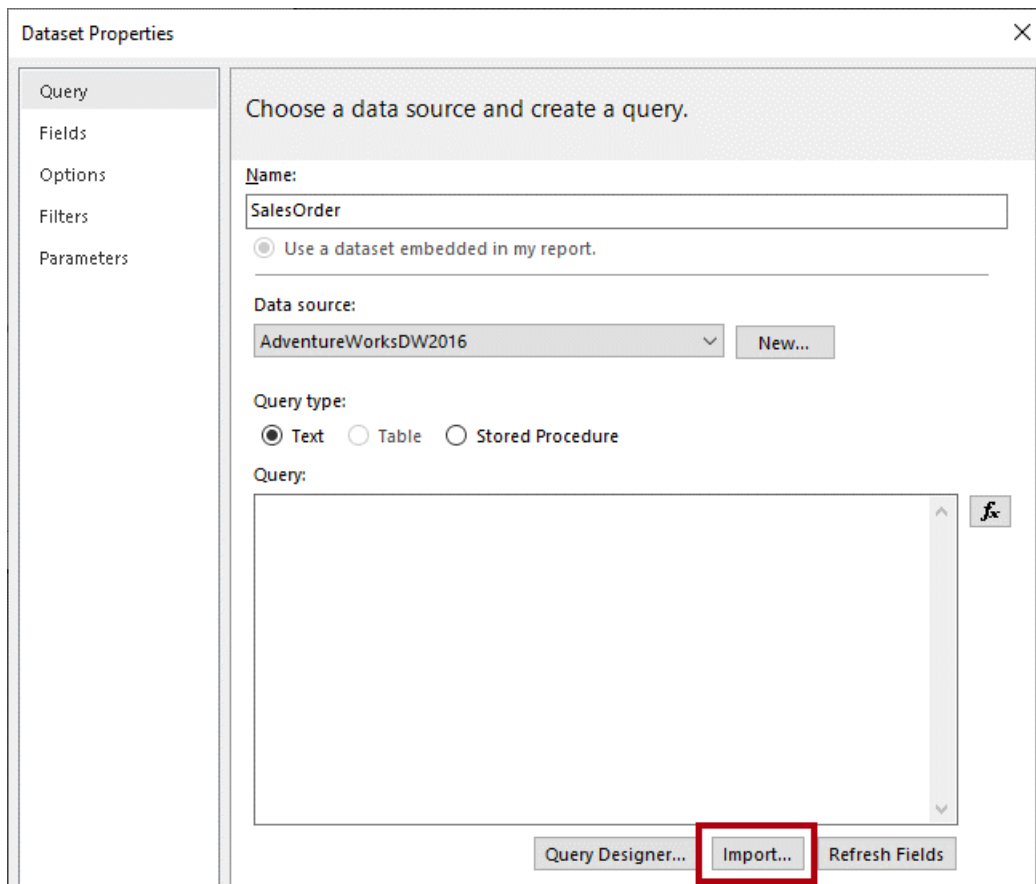 Dataset Properties
Query
Fields
Options
Filters
Parameters
Choose a data source and create a query.
Name:
SalesOrder
Use a dataset embedded in my report.
Data source:
AdventureWorksDW2016
New...
Query type:
Text Table Stored Procedure
Query:
fx
Query Designer... Import... Refresh Fields